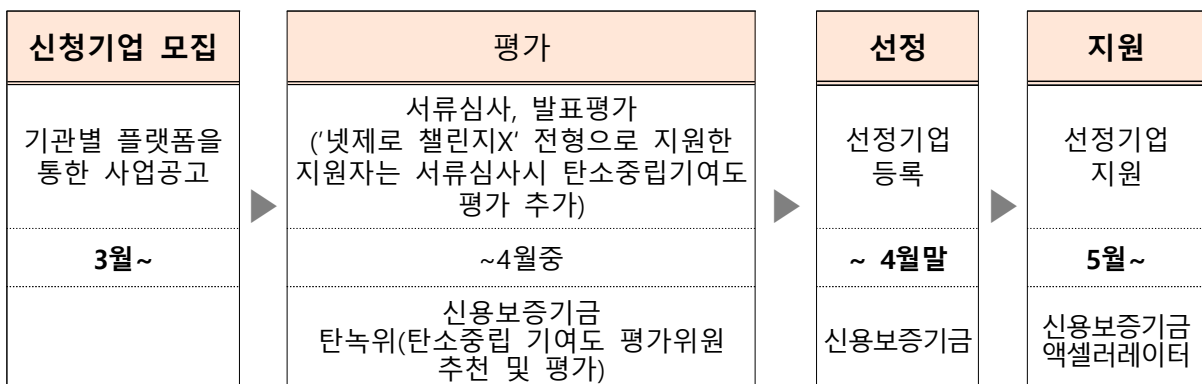 신청기업 모집
기관별 플랫폼을
통한 사업공고
3월~
평가
서류심사, 발표평가
('넷제로 챌린지X' 전형으로 지원한
지원자는 서류심사시 탄소중립기여도
평가 추가)
~4월중
신용보증기금
탄녹위(탄소중립 기여도 평가위원
추천 및 평가)
선정
선정기업
등록
~ 4월말
신용보증기금
지원
선정기업
지원
5월~
신용보증기금
액셀러레이터